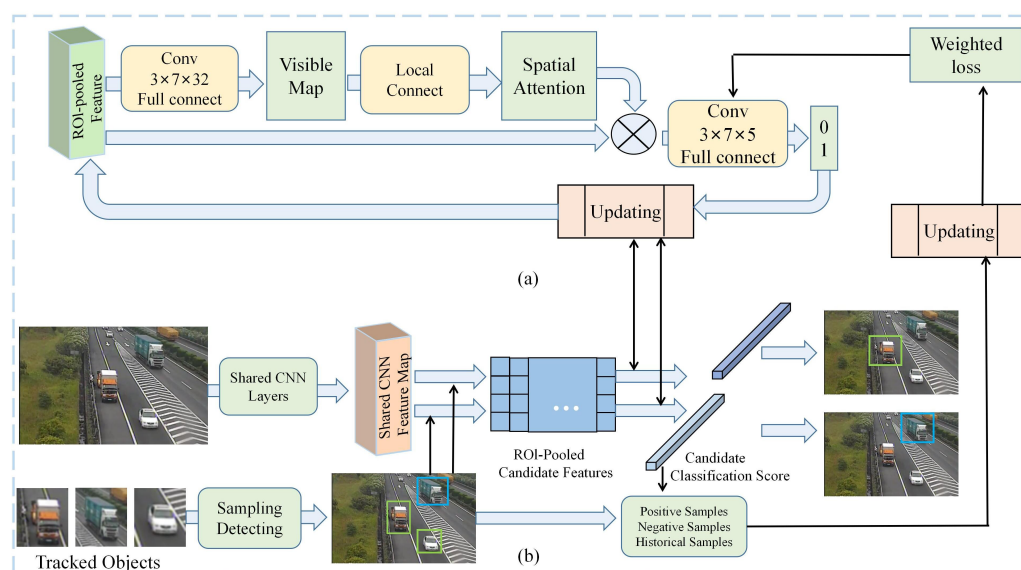 ROI-pooled
Feature
Conv
3×7×32
Full connect
Visible
Map
Local
Connect
Spatial
Attention
Conv
3×7×5
Full connect
0
1
Weighted
loss
Updating
Updating
(a)
Shared CNN
Layers
Shared CNN
Feature Map
ROI-Pooled
Candidate Features
Candidate
Classification Score
Tracked Objects
Sampling
Detecting
Positive Samples
Negative Samples
Historical Samples
(b)